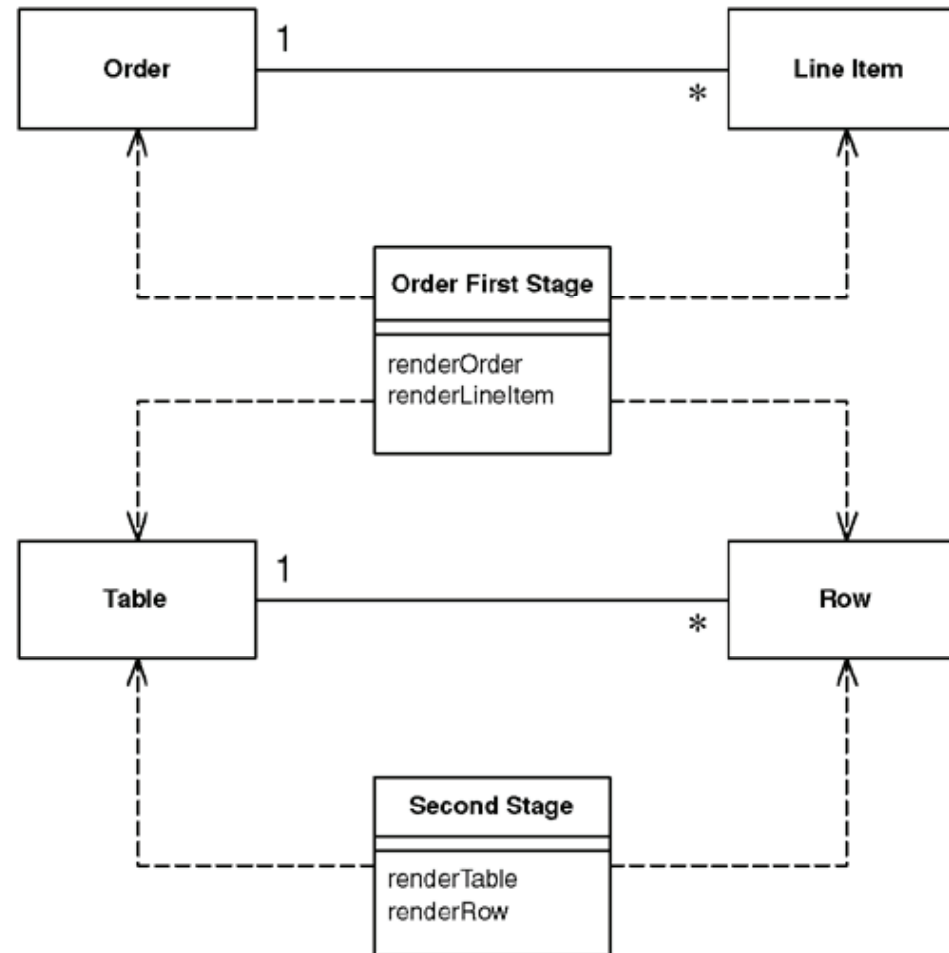 Order
1
*
Line Item
Order First Stage
renderOrder
renderLineItem
Table
1
*
Row
Second Stage
renderTable
renderRow